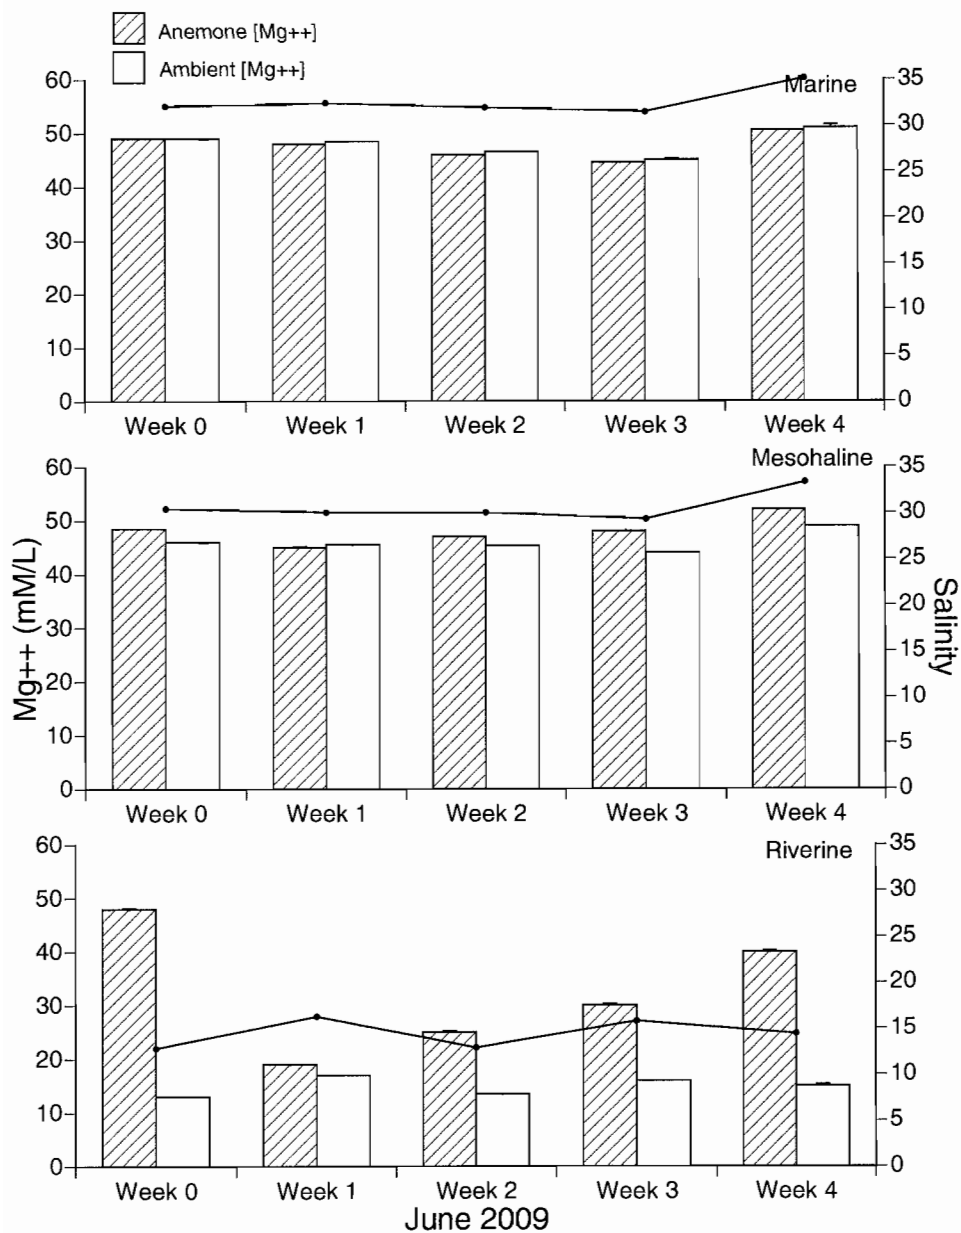 Anemone [Mg++]
Ambient [Mg++]
Marine
60 50 40 30 20 10 0
35 30 25 20 15 10 5 0
Week 0 Week 1 Week 2 Week 3 Week 4
Mesohaline
60 50 40 30 20 10 0
35 30 25 20 15 10 5 0
Mg++ (mM/L)
Salinity
Week 0 Week 1 Week 2 Week 3 Week 4
Riverine
60 50 40 30 20 10 0
35 30 25 20 15 10 5 0
Week 0 Week 1 Week 2 Week 3 Week 4
June 2009